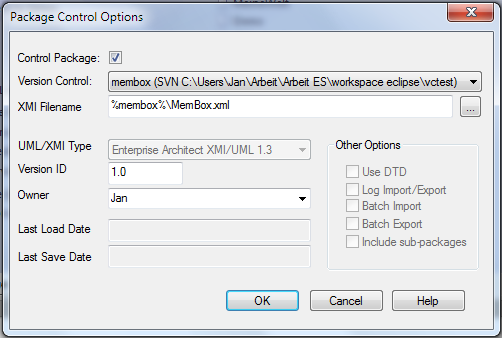 Package Control Options
Control Package:
Version Control: membox (SVN C:\Users\Jan\Arbeit\Arbeit ES\workspace eclipse\vctest)
XMI Filename %membox%\MemBox.xml ...
UML/XMI Type Enterprise Architect XMI/UML 1.3
Version ID 1.0
Owner Jan
Last Load Date
Last Save Date
Other Options
Use DTD
Log Import/Export
Batch Import
Batch Export
Include sub-packages
OK Cancel Help